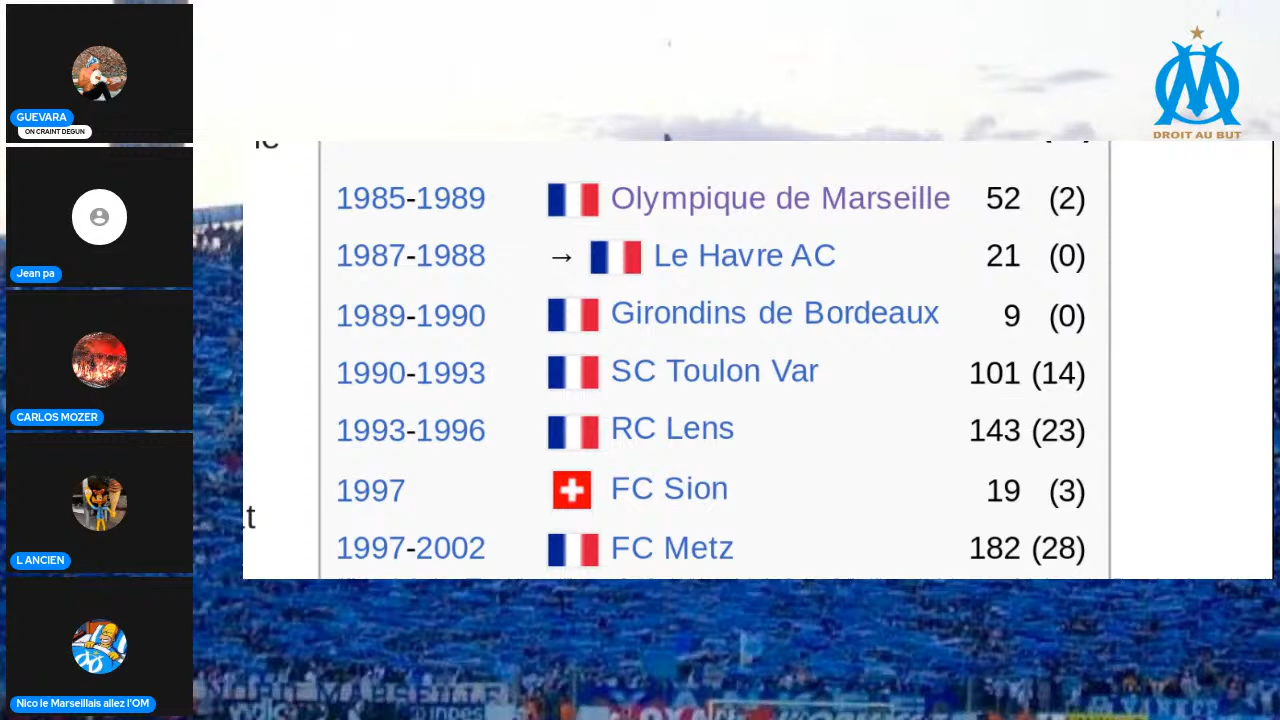 GUEVARA
ON CRAINT DEGUN
Jean pa
CARLOS MOZER
L ANCIEN
Nico le Marseillais allez l'OM
DROIT AU BUT
1985-1989 Olympique de Marseille 52 (2)
1987-1988 → Le Havre AC 21 (0)
1989-1990 Girondins de Bordeaux 9 (0)
1990-1993 SC Toulon Var 101 (14)
1993-1996 RC Lens 143 (23)
1997 FC Sion 19 (3)
1997-2002 FC Metz 182 (28)